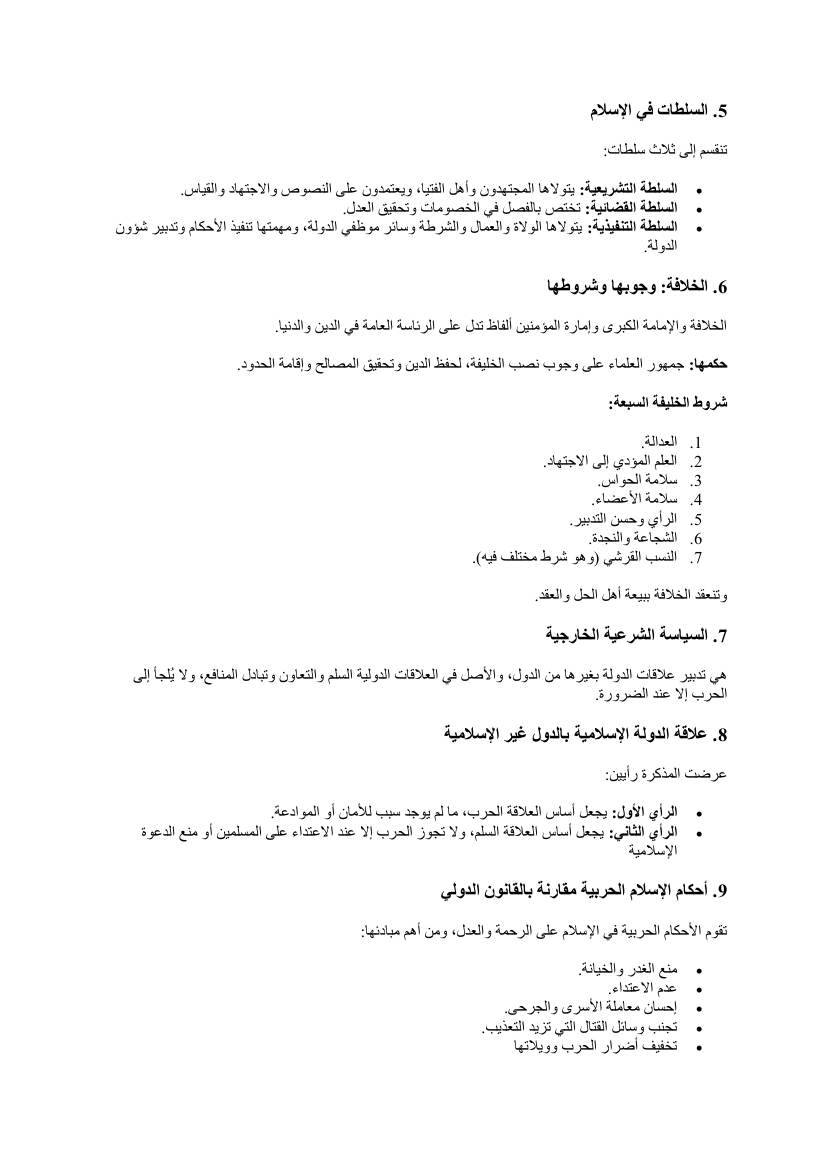 5. السلطات في الإسلام
تنقسم إلى ثلاث سلطات:
• السلطة التشريعية: يتولاها المجتهدون وأهل الفتيا، ويعتمدون على النصوص والاجتهاد والقياس.
• السلطة القضائية: تختص بالفصل في الخصومات وتحقيق العدل.
• السلطة التنفيذية: يتولاها الولاة والعمال والشرطة وسائر موظفي الدولة، ومهمتها تنفيذ الأحكام وتدبير شؤون
الدولة.
6. الخلافة: وجوبها وشروطها
الخلافة والإمامة الكبرى وإمارة المؤمنين ألفاظ تدل على الرئاسة العامة في الدين والدنيا.
حكمها: جمهور العلماء على وجوب نصب الخليفة، لحفظ الدين وتحقيق المصالح وإقامة الحدود.
شروط الخليفة السبعة:
1. العدالة.
2. العلم المؤدي إلى الاجتهاد.
3. سلامة الحواس.
4. سلامة الأعضاء.
5. الرأي وحسن التدبير.
6. الشجاعة والنجدة.
7. النسب القرشي (وهو شرط مختلف فيه).
وتنعقد الخلافة ببيعة أهل الحل والعقد.
7. السياسة الشرعية الخارجية
هي تدبير علاقات الدولة بغيرها من الدول، والأصل في العلاقات الدولية السلم والتعاون وتبادل المنافع، ولا يُلجأ إلى
الحرب إلا عند الضرورة.
8. علاقة الدولة الإسلامية بالدول غير الإسلامية
عرضت المذكرة رأيين:
• الرأي الأول: يجعل أساس العلاقة الحرب، ما لم يوجد سبب للأمان أو الموادعة.
• الرأي الثاني: يجعل أساس العلاقة السلم، ولا تجوز الحرب إلا عند الاعتداء على المسلمين أو منع الدعوة
الإسلامية
9. أحكام الإسلام الحربية مقارنة بالقانون الدولي
تقوم الأحكام الحربية في الإسلام على الرحمة والعدل، ومن أهم مبادئها:
• منع الغدر والخيانة.
• عدم الاعتداء.
• إحسان معاملة الأسرى والجرحى.
• تجنب وسائل القتال التي تزيد التعذيب.
• تخفيف أضرار الحرب وويلاتها